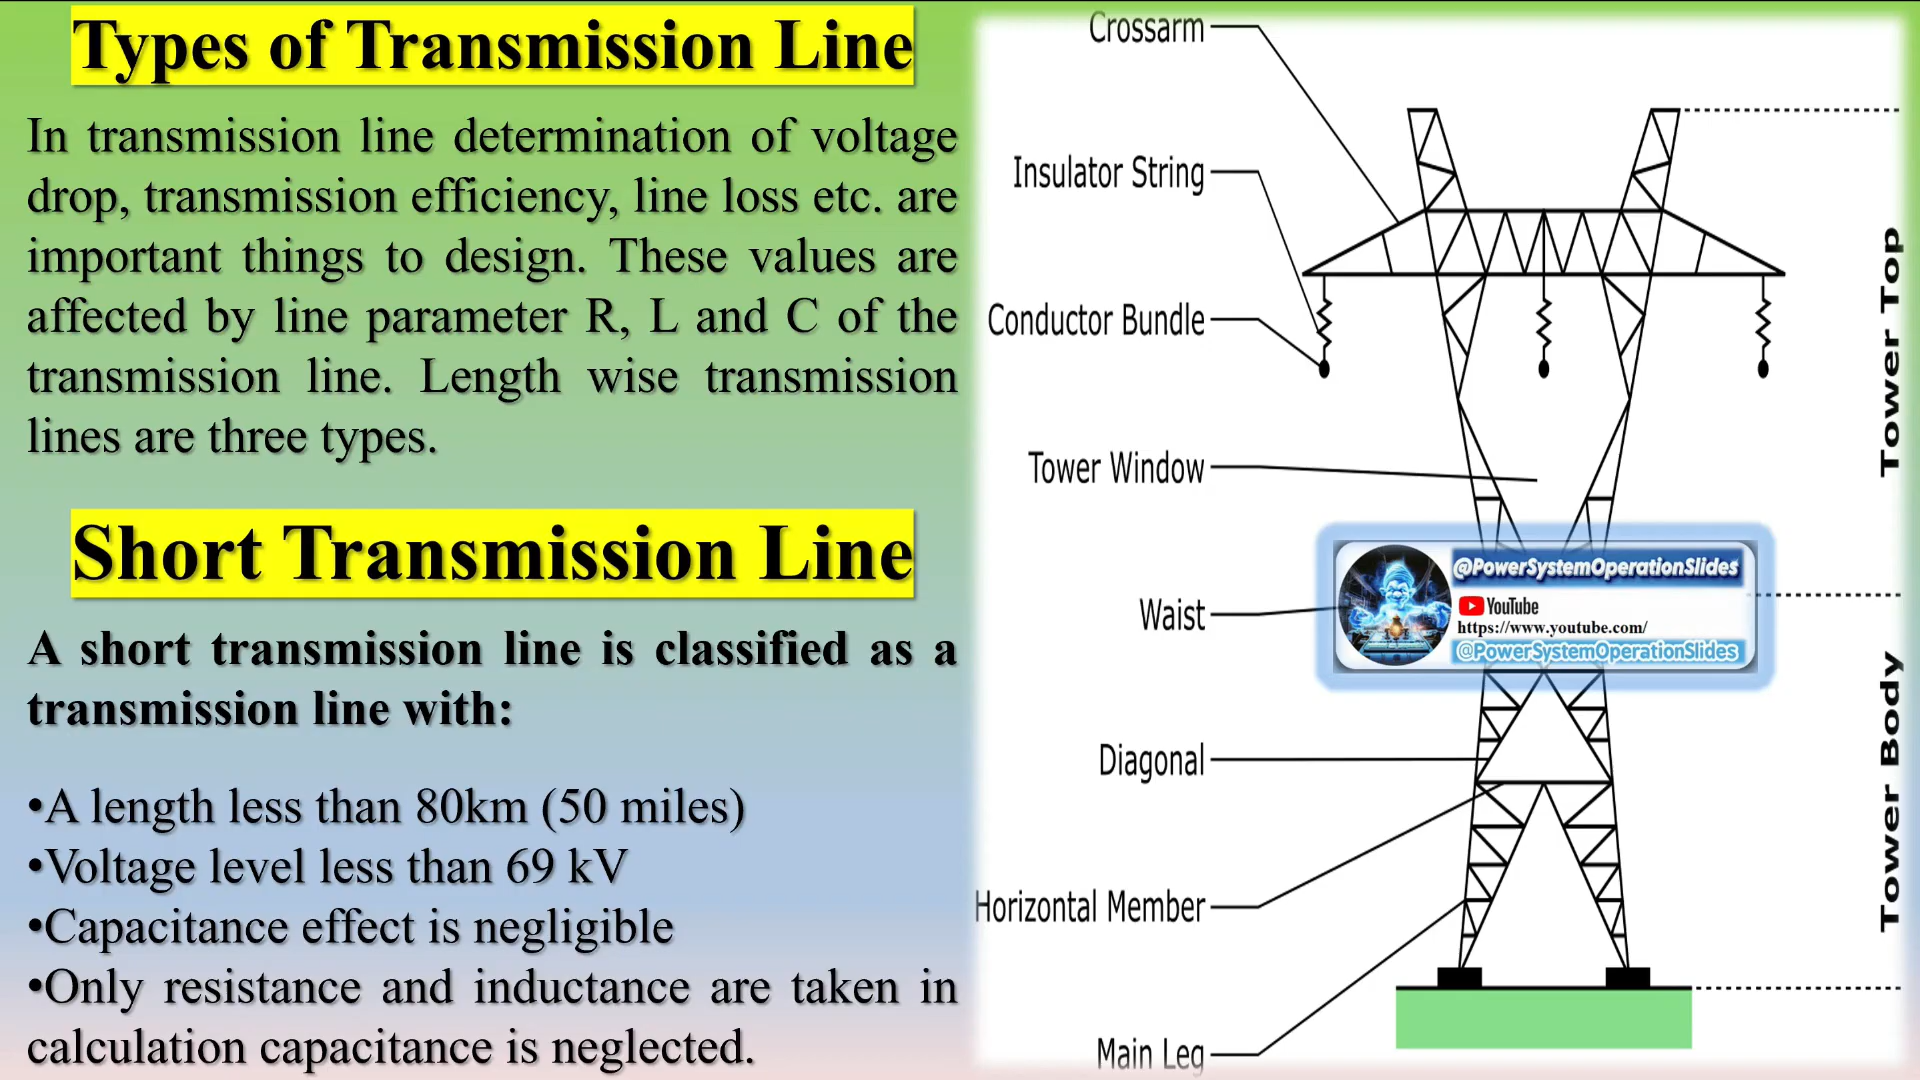 Types of Transmission Line
In transmission line determination of voltage
drop, transmission efficiency, line loss etc. are
important things to design. These values are
affected by line parameter R, L and C of the
transmission line. Length wise transmission
lines are three types.
Short Transmission Line
A short transmission line is classified as a
transmission line with:
•A length less than 80km (50 miles)
•Voltage level less than 69 kV
•Capacitance effect is negligible
•Only resistance and inductance are taken in
calculation capacitance is neglected.
Crossarm
Insulator String
Conductor Bundle
Tower Window
Waist
Diagonal
Horizontal Member
Main Leg
Tower Top
Tower Body
@PowerSystemOperationSlides
YouTube
https://www.youtube.com/
@PowerSystemOperationSlides